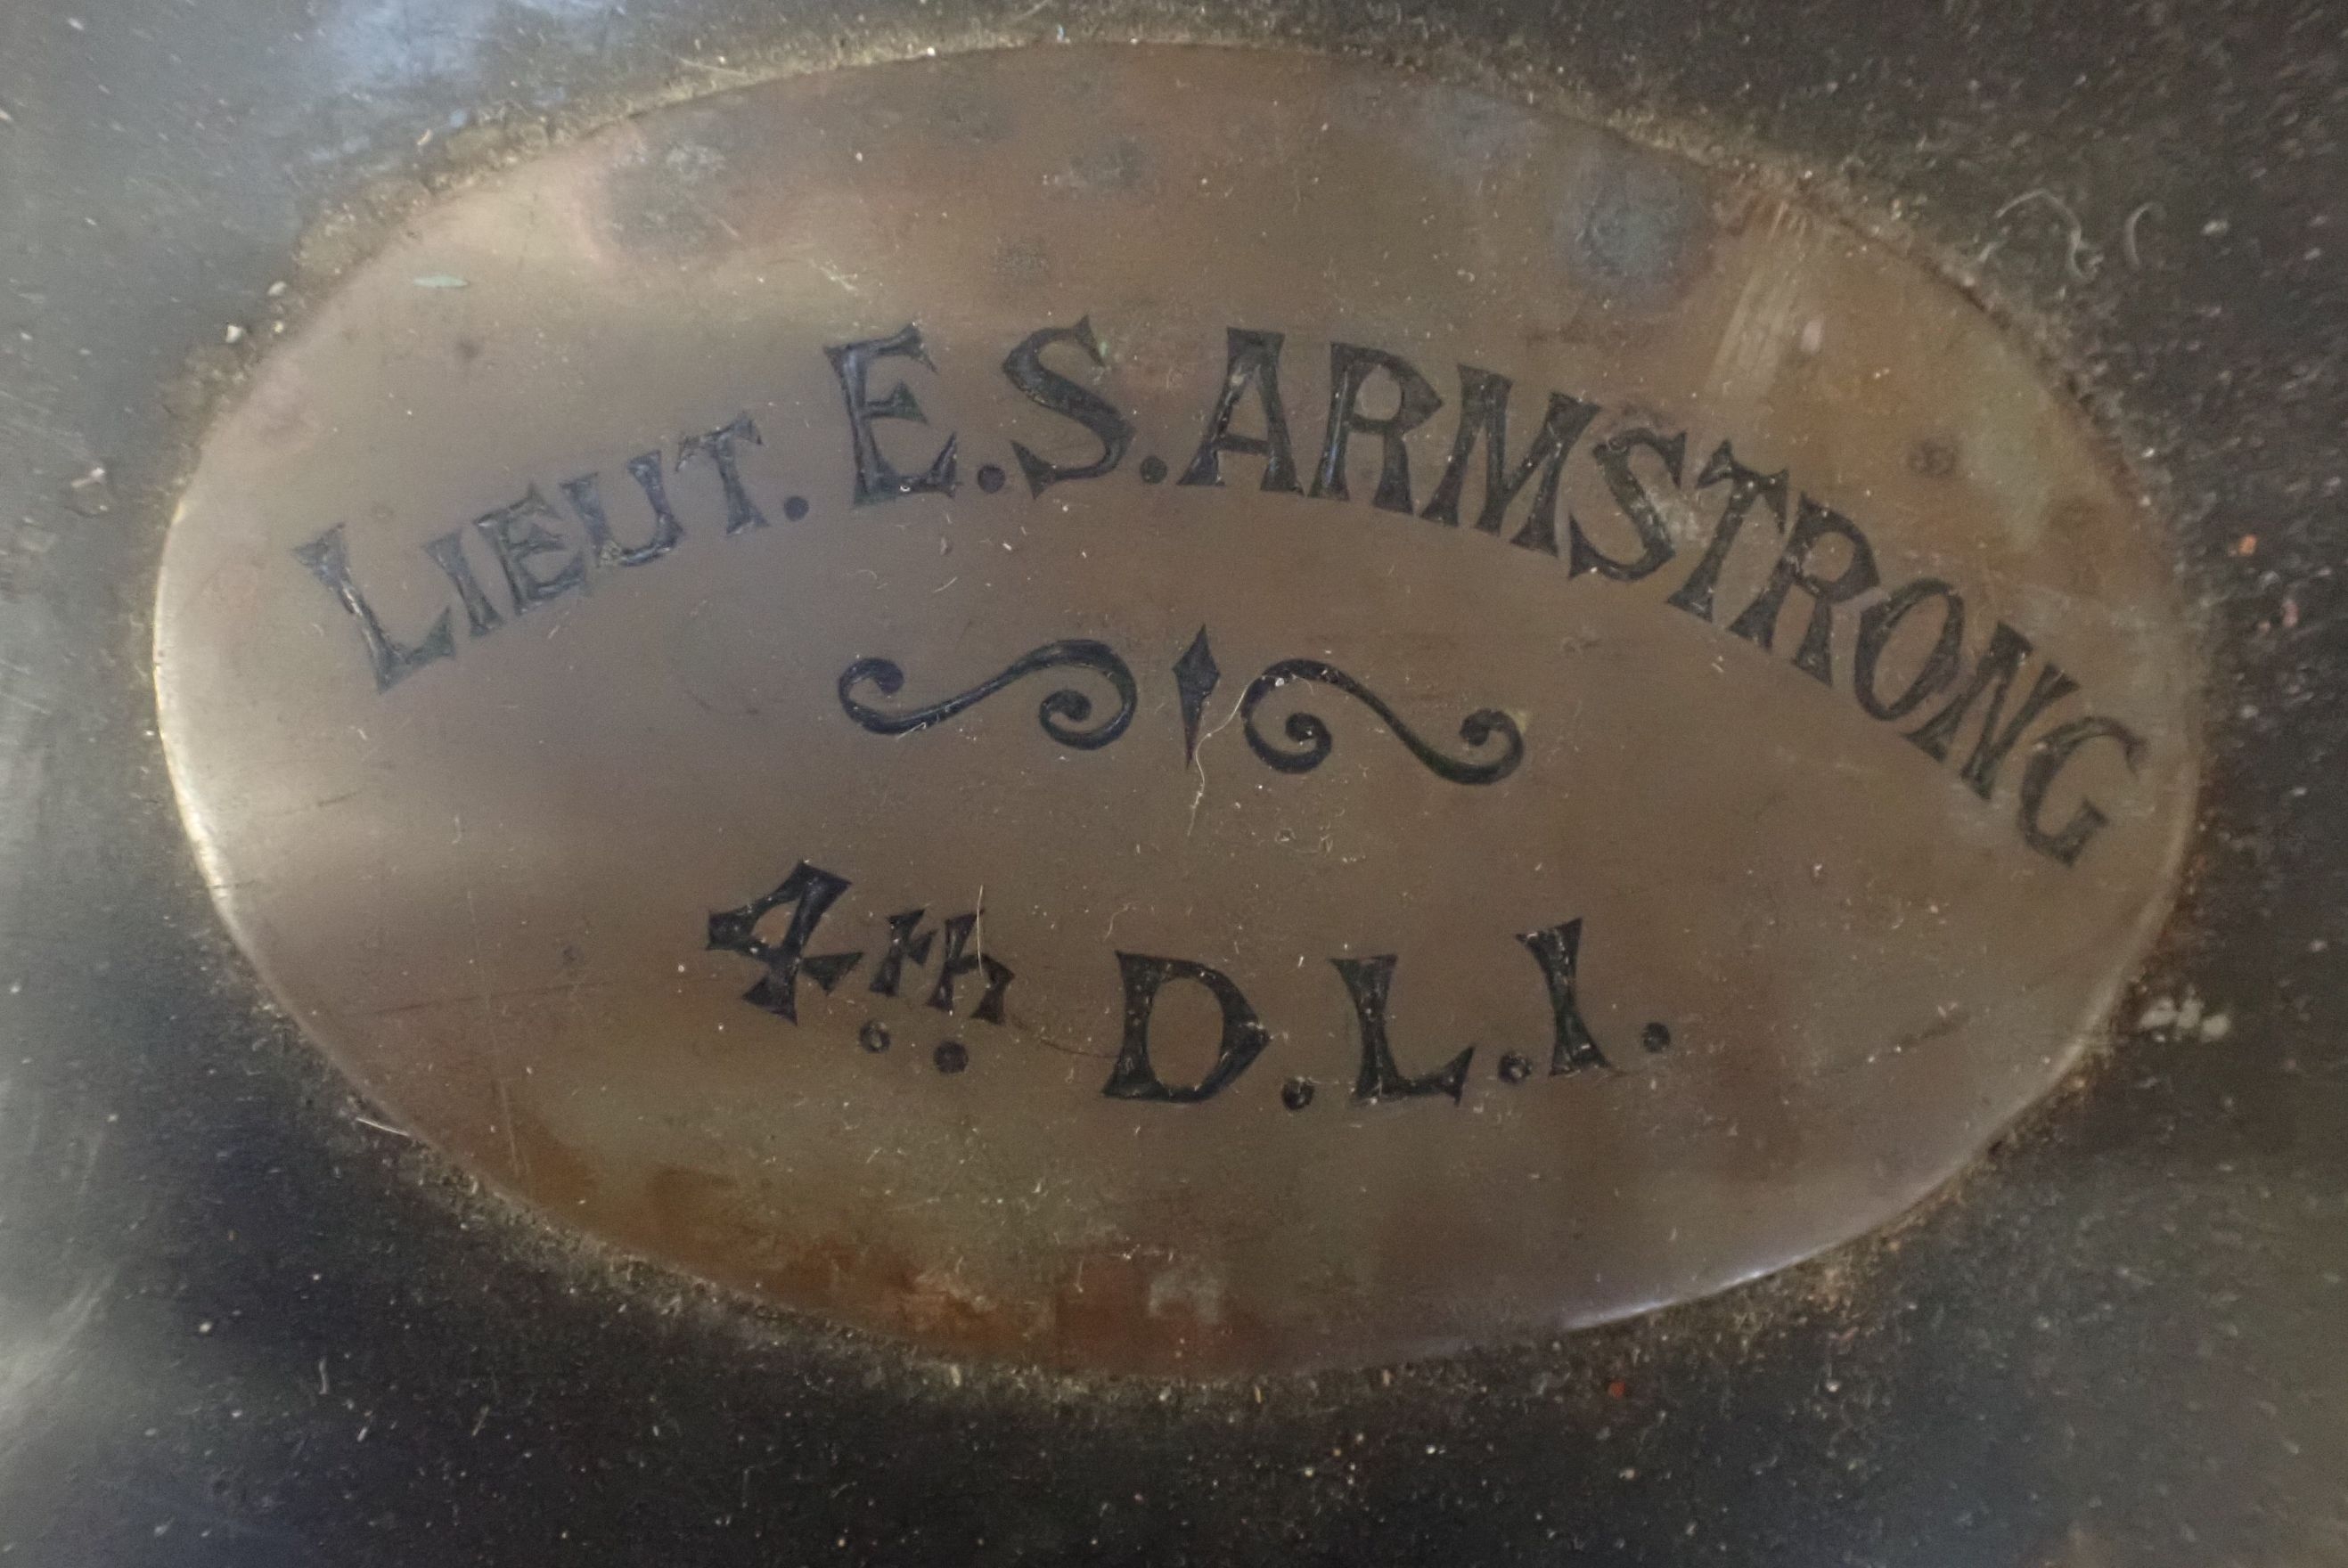 LIEUT. E.S. ARMSTRONG
4TH D.L.I.